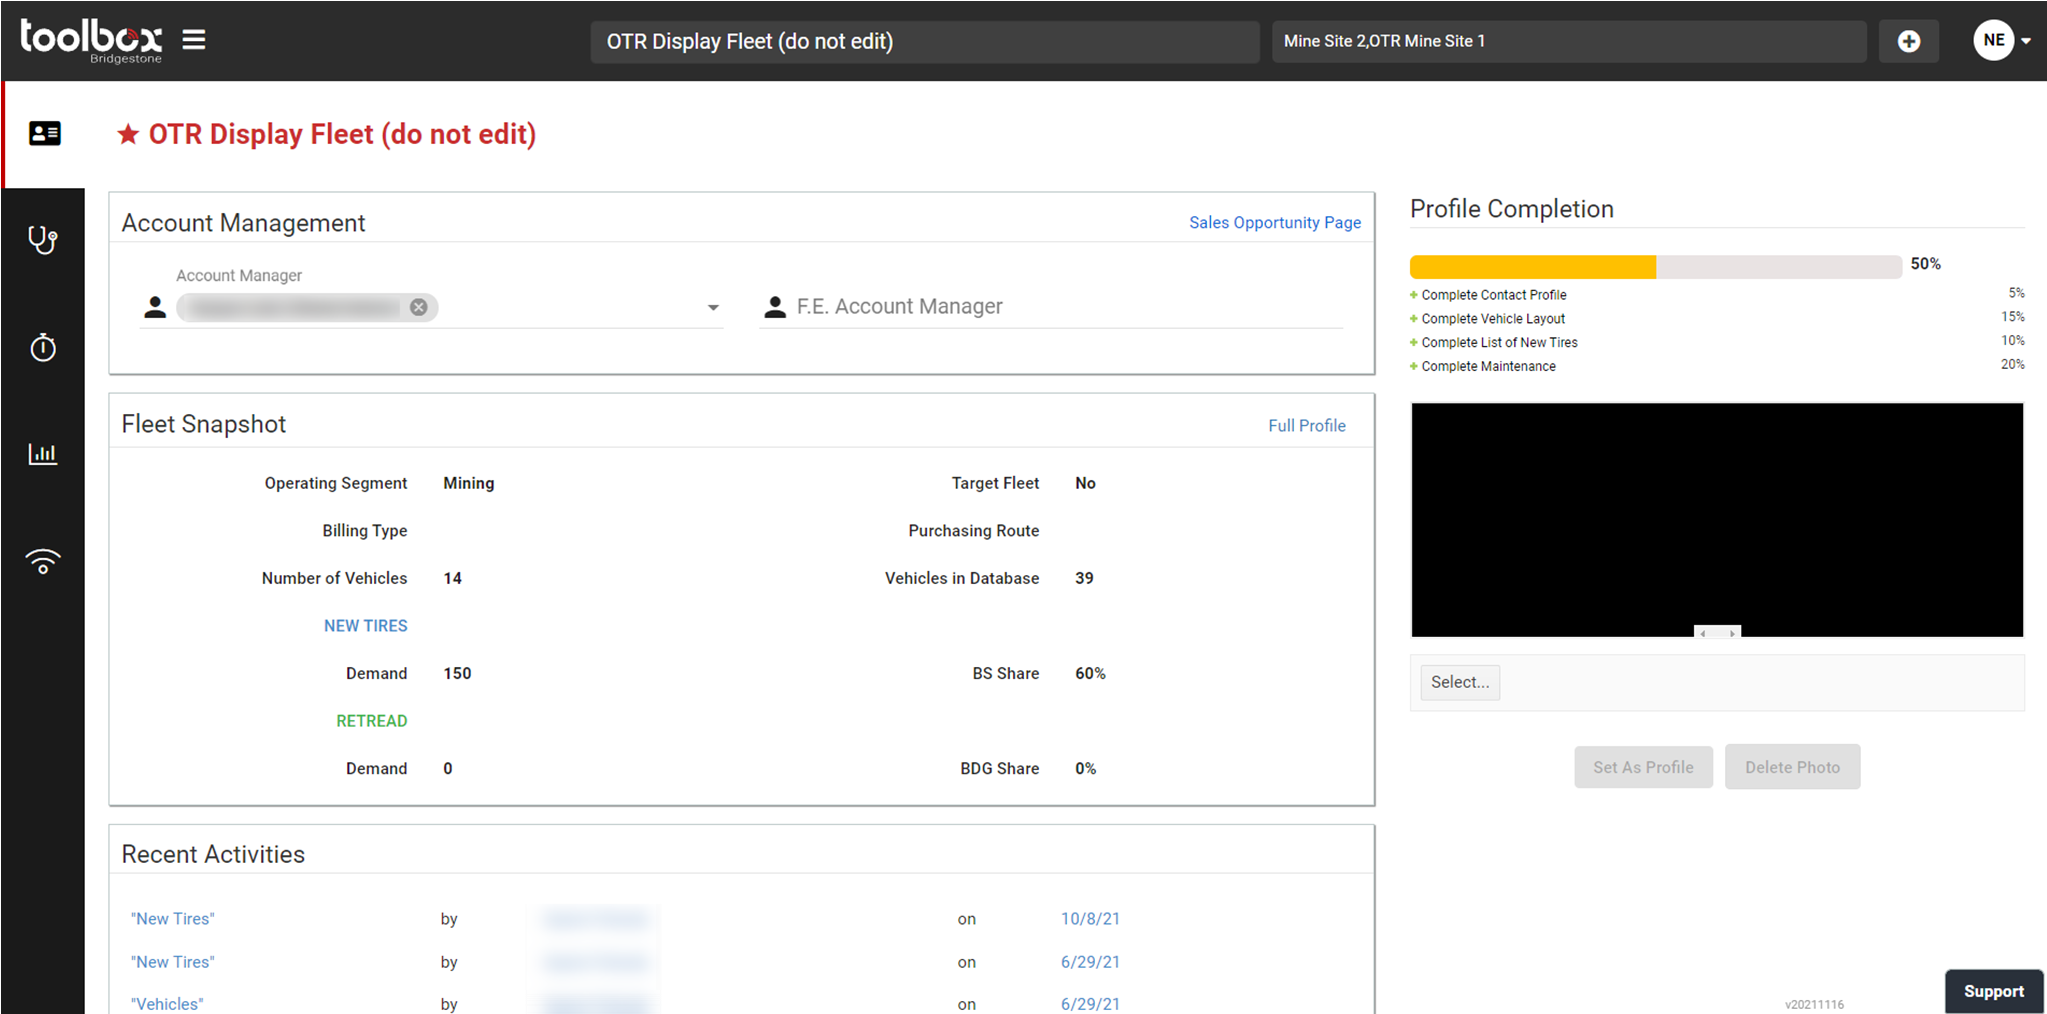 toolbox
Bridgestone
OTR Display Fleet (do not edit)
Mine Site 2,OTR Mine Site 1
NE
OTR Display Fleet (do not edit)
Account Management
Sales Opportunity Page
Account Manager
F.E. Account Manager
Fleet Snapshot
Full Profile
Operating Segment Mining Target Fleet No
Billing Type Purchasing Route
Number of Vehicles 14 Vehicles in Database 39
NEW TIRES
Demand 150 BS Share 60%
RETREAD
Demand 0 BDG Share 0%
Recent Activities
"New Tires" by on 10/8/21
"New Tires" by on 6/29/21
"Vehicles" by on 6/29/21
Profile Completion
50%
+ Complete Contact Profile 5%
+ Complete Vehicle Layout 15%
+ Complete List of New Tires 10%
+ Complete Maintenance 20%
Select...
Set As Profile Delete Photo
v20211116
Support